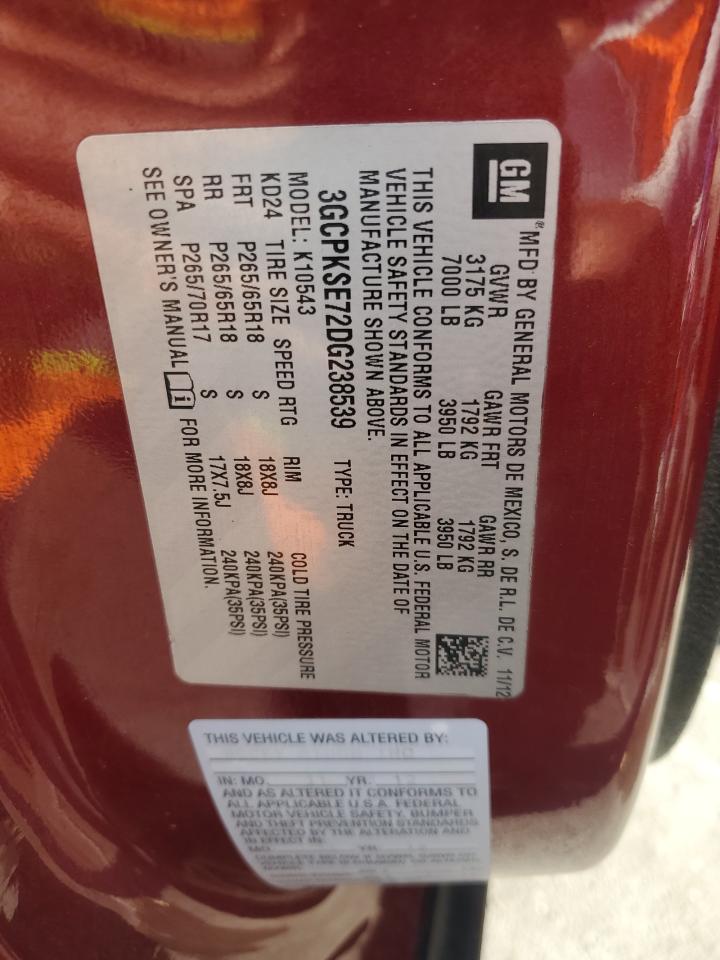 GM
® MFD BY GENERAL MOTORS DE MEXICO, S. DE R.L. DE C.V. 11/12
GVWR GAWR FRT GAWR RR
3175 KG 1792 KG 1792 KG
7000 LB 3950 LB 3950 LB
THIS VEHICLE CONFORMS TO ALL APPLICABLE U.S. FEDERAL MOTOR
VEHICLE SAFETY STANDARDS IN EFFECT ON THE DATE OF
MANUFACTURE SHOWN ABOVE.
3GCPKSE72DG238539 TYPE: TRUCK
MODEL: K10543
KD24 TIRE SIZE SPEED RTG RIM COLD TIRE PRESSURE
FRT P265/65R18 S 18X8J 240KPA(35PSI)
RR P265/65R18 S 18X8J 240KPA(35PSI)
SPA P265/70R17 S 17X7.5J 240KPA(35PSI)
SEE OWNER'S MANUAL FOR MORE INFORMATION.
THIS VEHICLE WAS ALTERED BY:
IN: MO. 11 YR. 12
AND AS ALTERED IT CONFORMS TO
ALL APPLICABLE U.S.A. FEDERAL
MOTOR VEHICLE SAFETY, BUMPER
AND THEFT PREVENTION STANDARDS
AFFECTED BY THE ALTERATION AND
IN EFFECT IN:
MO. YR.